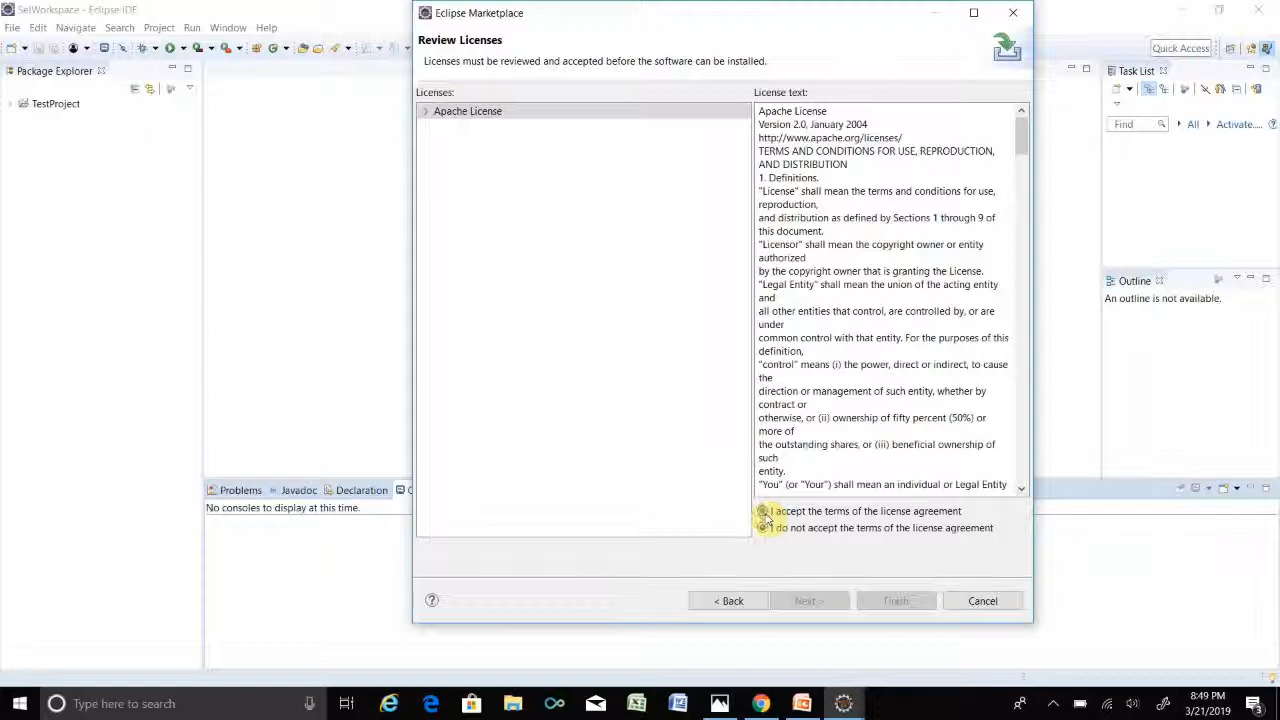 SelWorkspace - Eclipse IDE
File Edit Navigate Search Project Run Window Help
Quick Access
Package Explorer
TestProject
Eclipse Marketplace
Review Licenses
Licenses must be reviewed and accepted before the software can be installed.
Licenses:
Apache License
License text:
Apache License
Version 2.0, January 2004
http://www.apache.org/licenses/
TERMS AND CONDITIONS FOR USE, REPRODUCTION,
AND DISTRIBUTION
1. Definitions.
"License" shall mean the terms and conditions for use,
reproduction,
and distribution as defined by Sections 1 through 9 of
this document.
"Licensor" shall mean the copyright owner or entity
authorized
by the copyright owner that is granting the License.
"Legal Entity" shall mean the union of the acting entity
and
all other entities that control, are controlled by, or are
under
common control with that entity. For the purposes of this
definition,
"control" means (i) the power, direct or indirect, to cause
the
direction or management of such entity, whether by
contract or
otherwise, or (ii) ownership of fifty percent (50%) or
more of
the outstanding shares, or (iii) beneficial ownership of
such
entity.
"You" (or "Your") shall mean an individual or Legal Entity
I accept the terms of the license agreement
I do not accept the terms of the license agreement
< Back
Next >
Finish
Cancel
Task List
Find
All
Activate...
Outline
An outline is not available.
Problems Javadoc Declaration C
No consoles to display at this time.
Type here to search
8:49 PM
3/21/2019
3